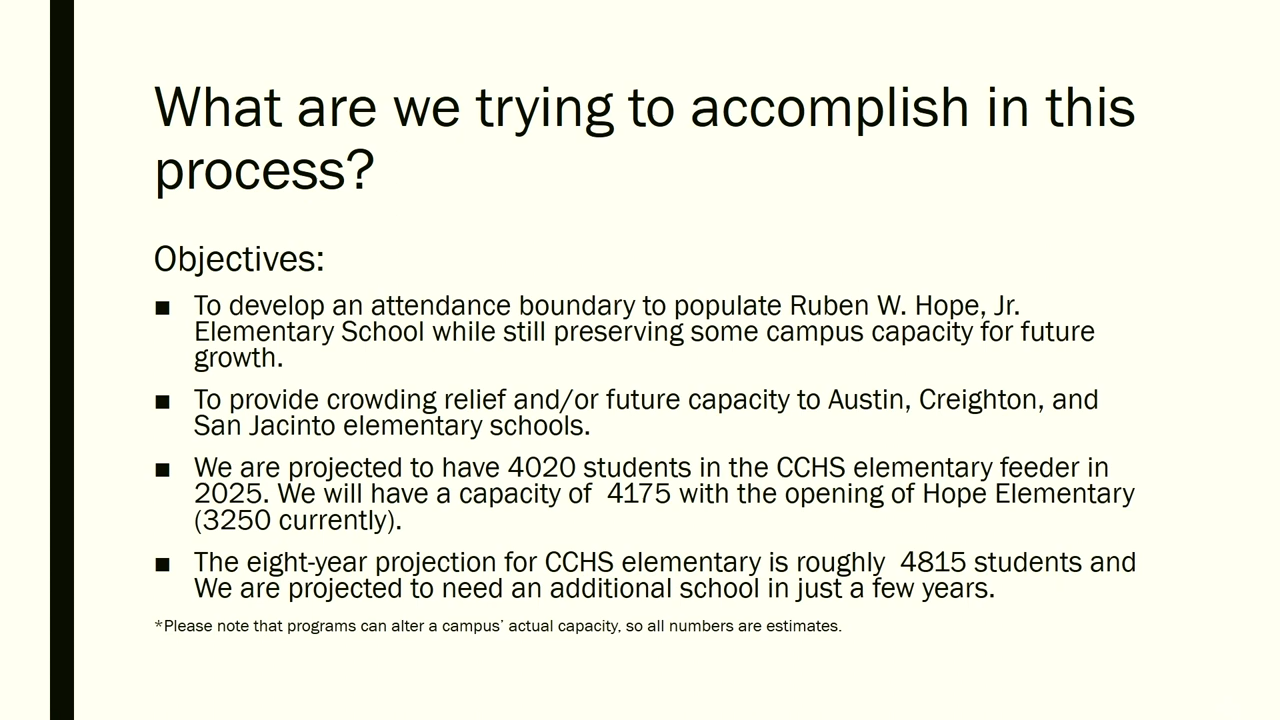 What are we trying to accomplish in this
process?
Objectives:
■ To develop an attendance boundary to populate Ruben W. Hope, Jr.
Elementary School while still preserving some campus capacity for future
growth.
■ To provide crowding relief and/or future capacity to Austin, Creighton, and
San Jacinto elementary schools.
■ We are projected to have 4020 students in the CCHS elementary feeder in
2025. We will have a capacity of  4175 with the opening of Hope Elementary
(3250 currently).
■ The eight-year projection for CCHS elementary is roughly  4815 students and
We are projected to need an additional school in just a few years.
*Please note that programs can alter a campus’ actual capacity, so all numbers are estimates.